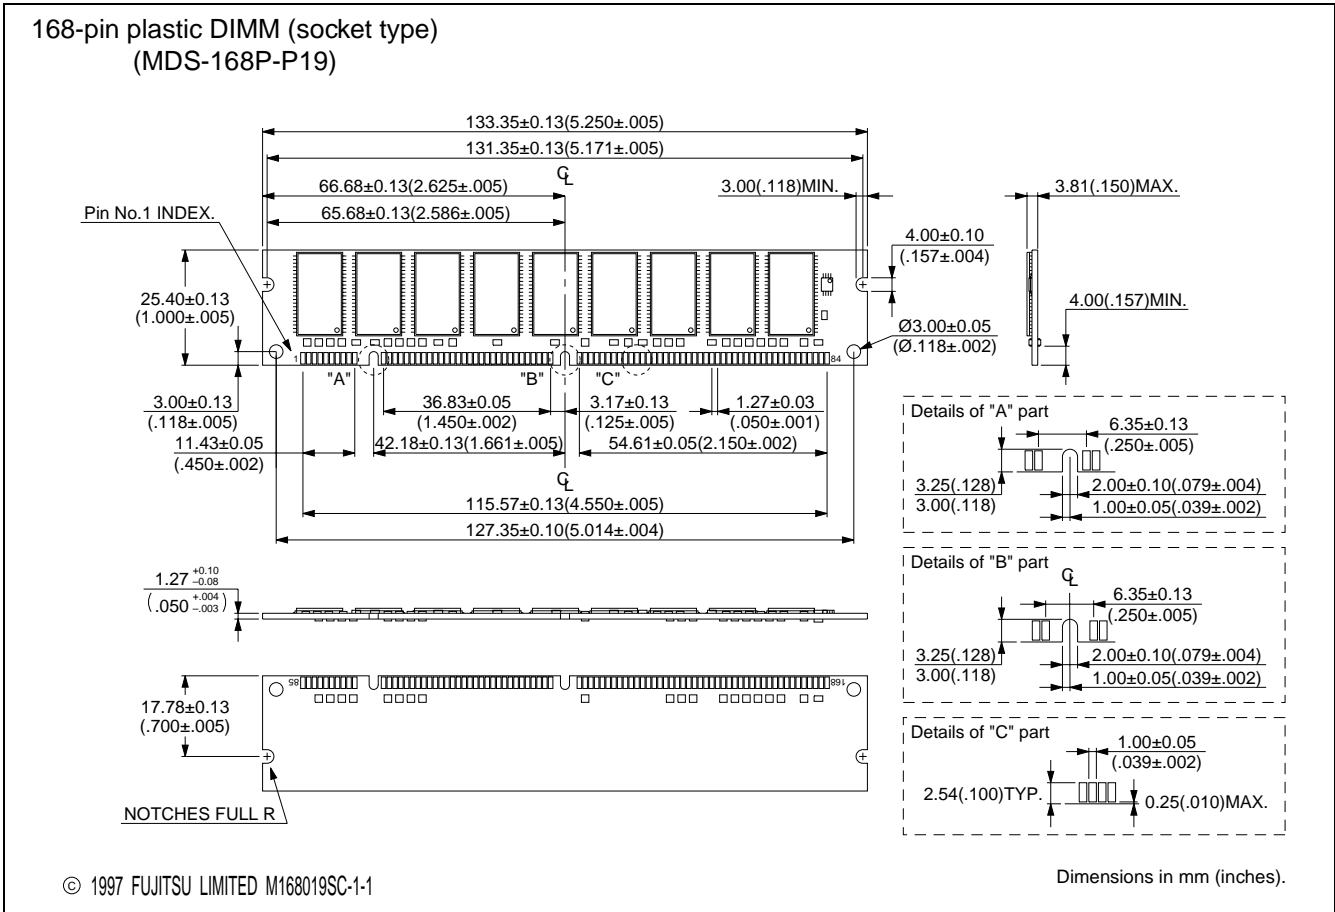 168-pin plastic DIMM (socket type)
(MDS-168P-P19)
133.35±0.13(5.250±.005)
131.35±0.13(5.171±.005)
CL
66.68±0.13(2.625±.005)
3.00(.118)MIN.
3.81(.150)MAX.
65.68±0.13(2.586±.005)
Pin No.1 INDEX.
4.00±0.10
(.157±.004)
25.40±0.13
(1.000±.005)
4.00(.157)MIN.
Ø3.00±0.05
(Ø.118±.002)
1
84
"A"
"B"
"C"
3.00±0.13
(.118±.005)
36.83±0.05
(1.450±.002)
3.17±0.13
(.125±.005)
1.27±0.03
(.050±.001)
11.43±0.05
(.450±.002)
42.18±0.13(1.661±.005)
54.61±0.05(2.150±.002)
CL
115.57±0.13(4.550±.005)
127.35±0.10(5.014±.004)
Details of "A" part
6.35±0.13
(.250±.005)
3.25(.128)
3.00(.118)
2.00±0.10(.079±.004)
1.00±0.05(.039±.002)
1.27 +0.10 –0.08
(.050 +.004 –.003)
Details of "B" part
CL
6.35±0.13
(.250±.005)
3.25(.128)
3.00(.118)
2.00±0.10(.079±.004)
1.00±0.05(.039±.002)
85
168
17.78±0.13
(.700±.005)
NOTCHES FULL R
Details of "C" part
1.00±0.05
(.039±.002)
2.54(.100)TYP.
0.25(.010)MAX.
© 1997 FUJITSU LIMITED M168019SC-1-1
Dimensions in mm (inches).